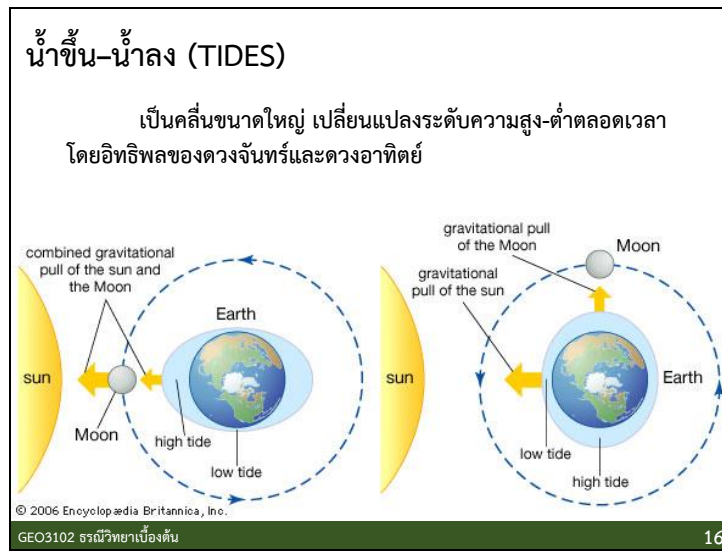 น้ำขึ้น–น้ำลง (TIDES)
เป็นคลื่นขนาดใหญ่ เปลี่ยนแปลงระดับความสูง-ต่ำตลอดเวลา
โดยอิทธิพลของดวงจันทร์และดวงอาทิตย์
combined gravitational
pull of the sun and
the Moon
Earth
sun
Moon
high tide
low tide
gravitational pull
of the Moon
Moon
gravitational
pull of the sun
sun
Earth
low tide
high tide
© 2006 Encyclopædia Britannica, Inc.
GEO3102 ธรณีวิทยาเบื้องต้น
16